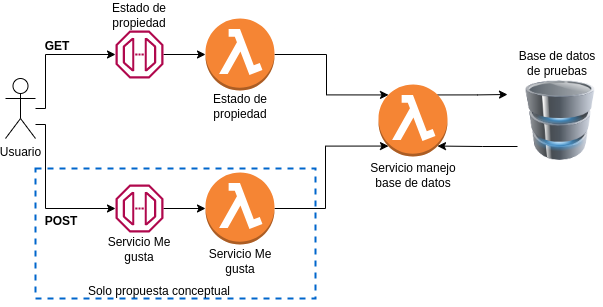 Estado de
propiedad
GET
Estado de
propiedad
Base de datos
de pruebas
Usuario
Servicio manejo
base de datos
POST
Servicio Me
gusta
Servicio Me
gusta
Solo propuesta conceptual